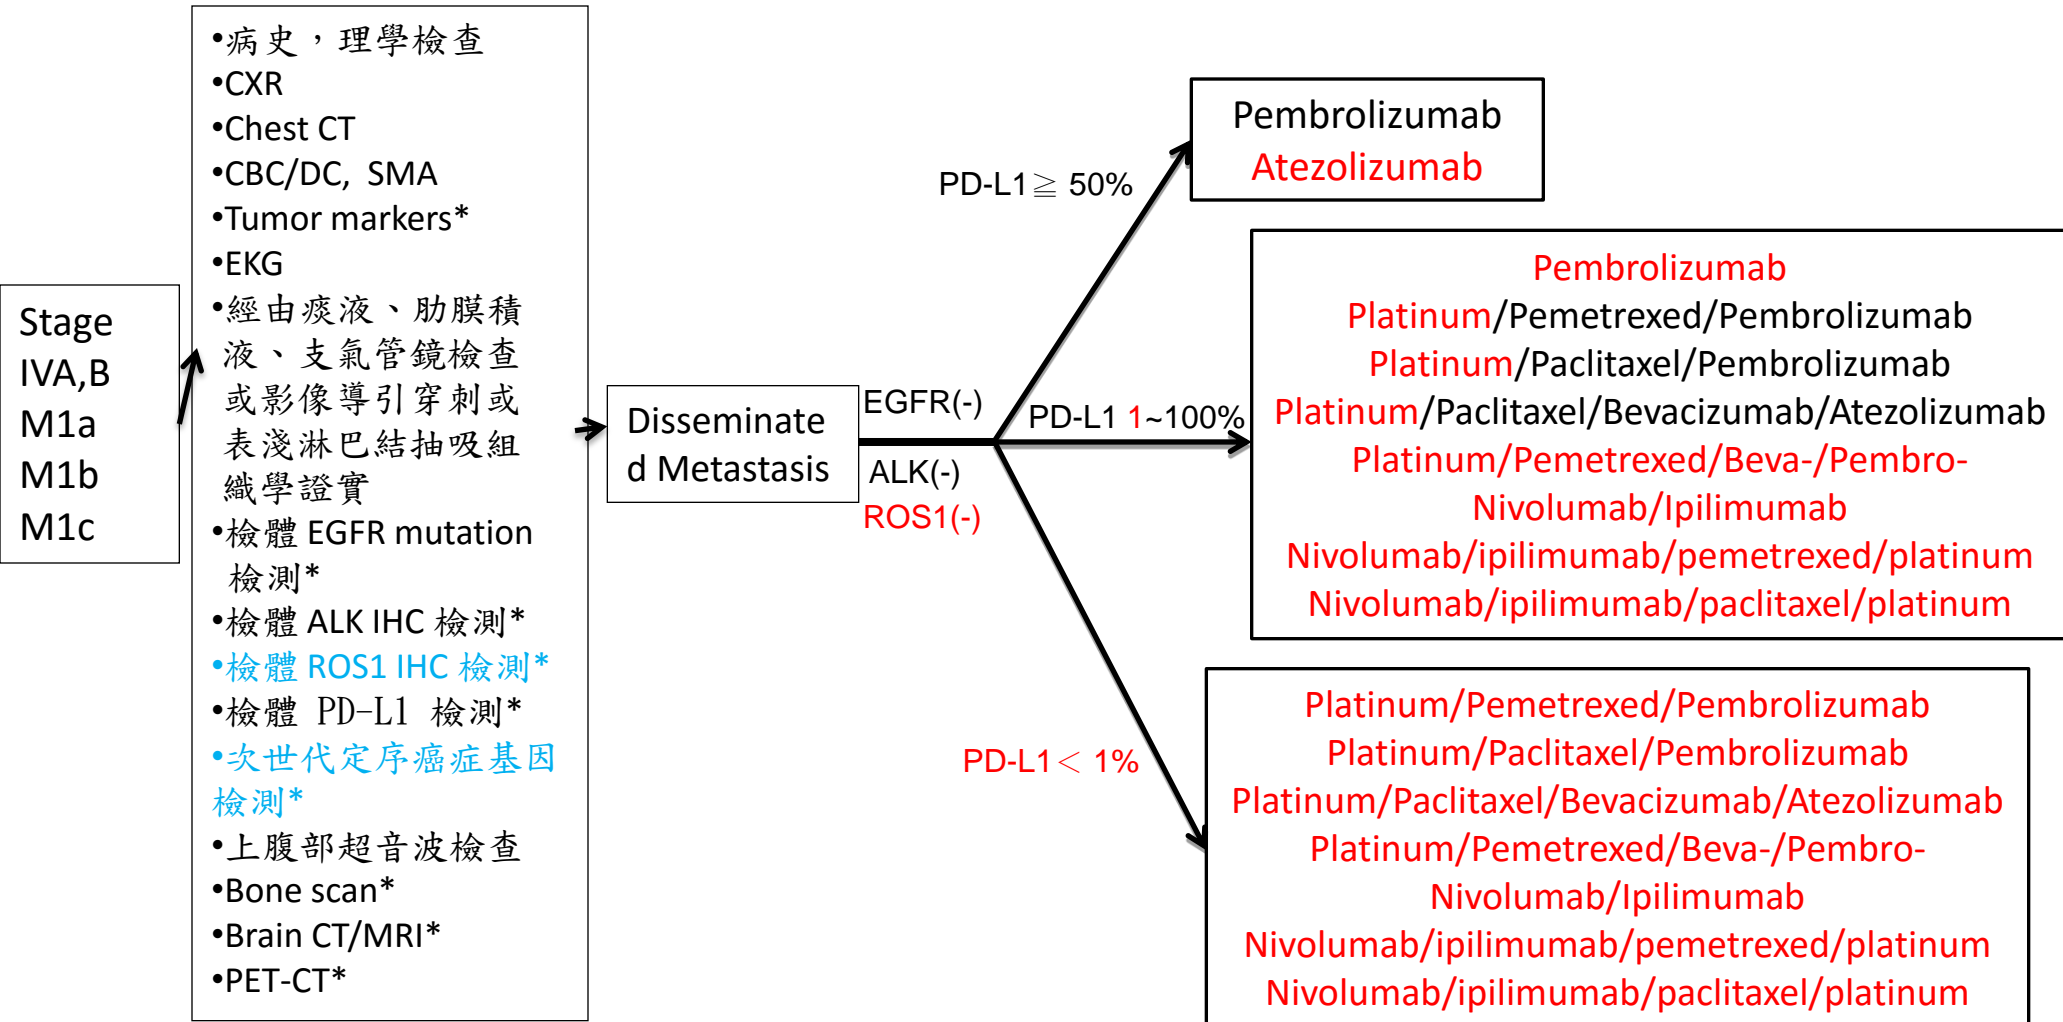 Stage
IVA,B
M1a
M1b
M1c
•病史，理學檢查
•CXR
•Chest CT
•CBC/DC, SMA
•Tumor markers*
•EKG
•經由痰液、肋膜積
液、支氣管鏡檢查
或影像導引穿刺或
表淺淋巴結抽吸組
織學證實
•檢體 EGFR mutation
檢測*
•檢體 ALK IHC 檢測*
•檢體 ROS1 IHC 檢測*
•檢體 PD-L1 檢測*
•次世代定序癌症基因
檢測*
•上腹部超音波檢查
•Bone scan*
•Brain CT/MRI*
•PET-CT*
Disseminate
d Metastasis
EGFR(-)
ALK(-)
ROS1(-)
PD-L1≧ 50%
Pembrolizumab
Atezolizumab
PD-L1 1~100%
Pembrolizumab
Platinum/Pemetrexed/Pembrolizumab
Platinum/Paclitaxel/Pembrolizumab
Platinum/Paclitaxel/Bevacizumab/Atezolizumab
Platinum/Pemetrexed/Beva-/Pembro-
Nivolumab/Ipilimumab
Nivolumab/ipilimumab/pemetrexed/platinum
Nivolumab/ipilimumab/paclitaxel/platinum
PD-L1＜ 1%
Platinum/Pemetrexed/Pembrolizumab
Platinum/Paclitaxel/Pembrolizumab
Platinum/Paclitaxel/Bevacizumab/Atezolizumab
Platinum/Pemetrexed/Beva-/Pembro-
Nivolumab/Ipilimumab
Nivolumab/ipilimumab/pemetrexed/platinum
Nivolumab/ipilimumab/paclitaxel/platinum